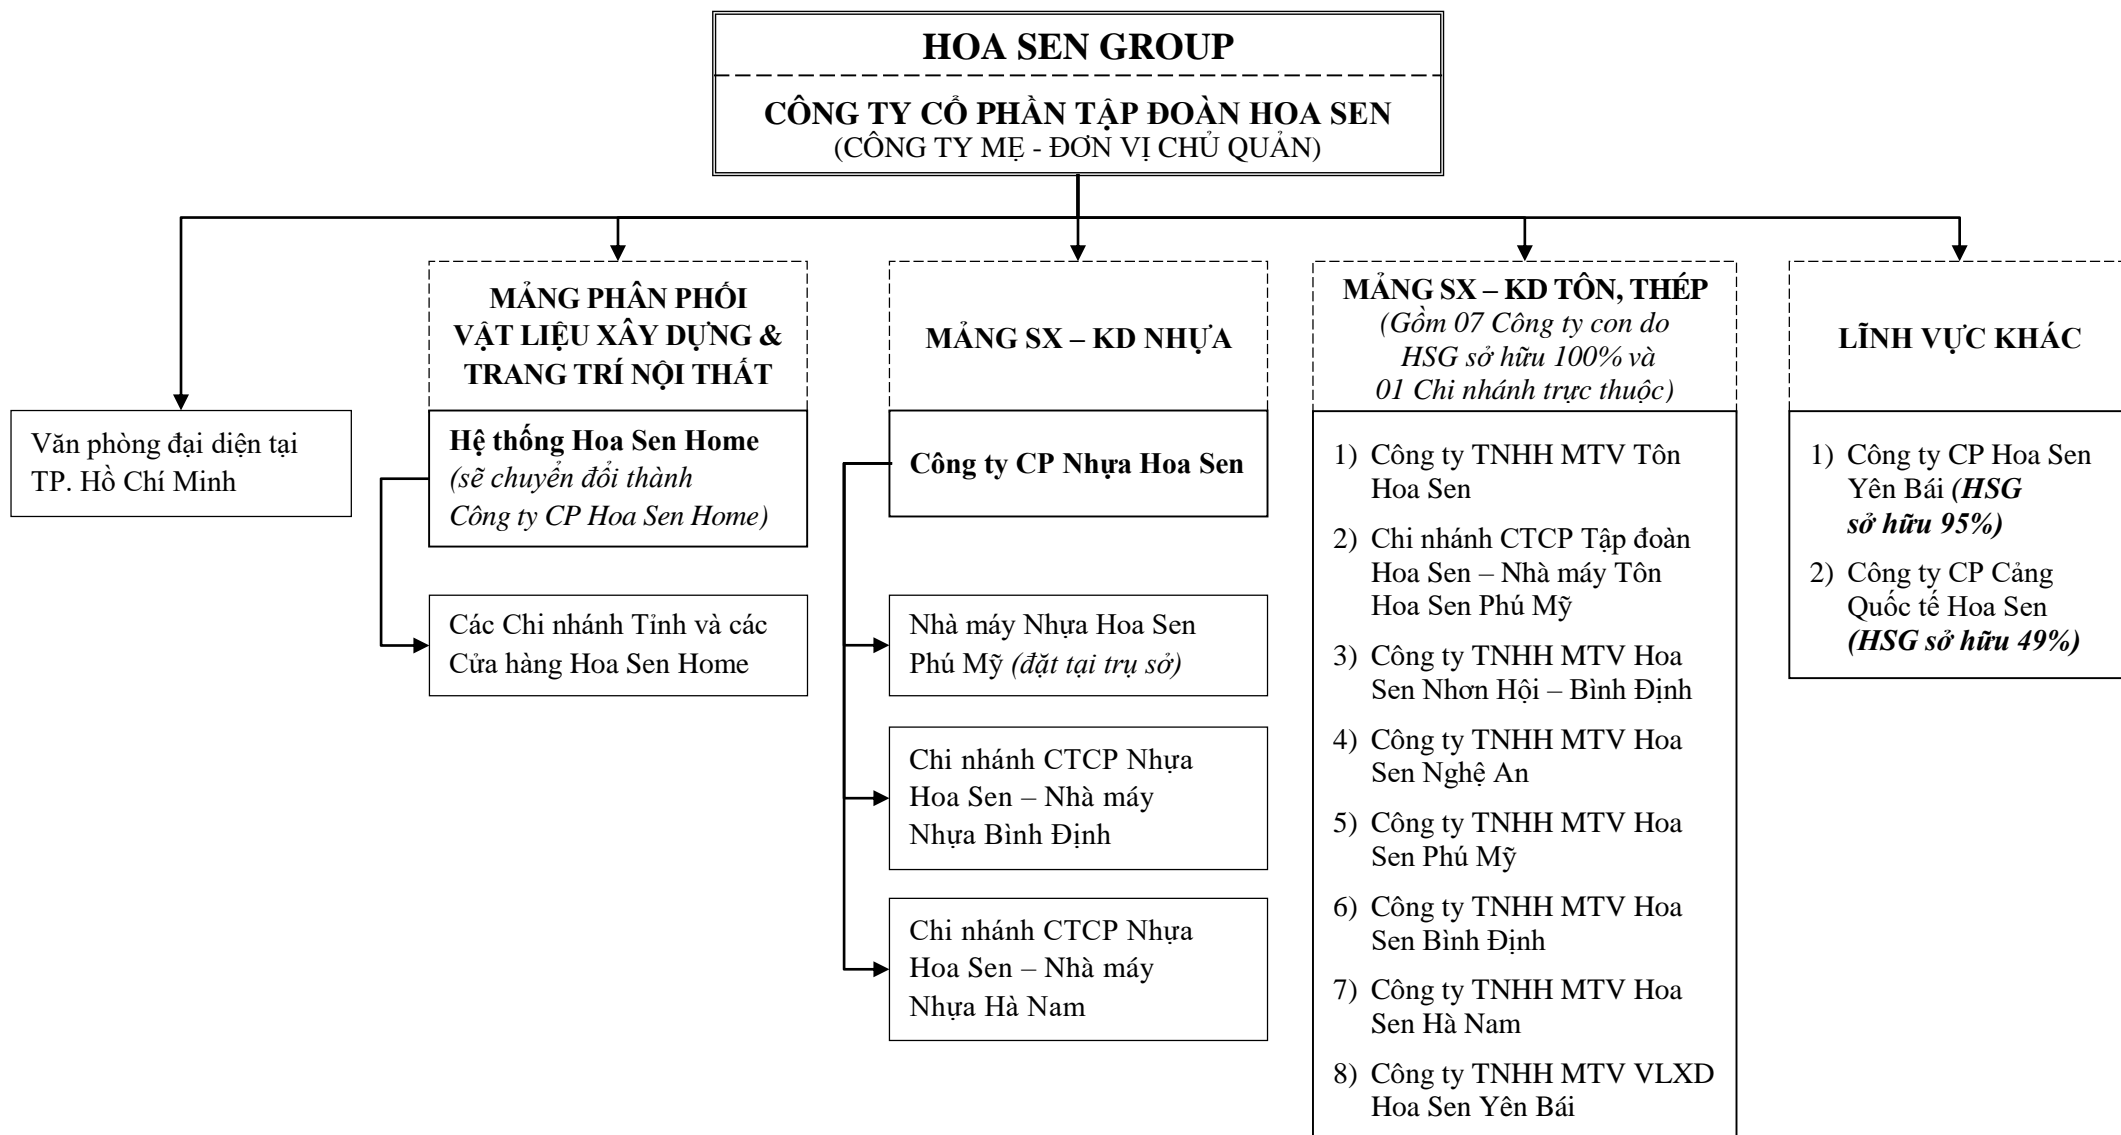 HOA SEN GROUP
CÔNG TY CỔ PHẦN TẬP ĐOÀN HOA SEN
(CÔNG TY MẸ - ĐƠN VỊ CHỦ QUẢN)
Văn phòng đại diện tại
TP. Hồ Chí Minh
MẢNG PHÂN PHỐI
VẬT LIỆU XÂY DỰNG &
TRANG TRÍ NỘI THẤT
Hệ thống Hoa Sen Home
(sẽ chuyển đổi thành
Công ty CP Hoa Sen Home)
Các Chi nhánh Tỉnh và các
Cửa hàng Hoa Sen Home
MẢNG SX – KD NHỰA
Công ty CP Nhựa Hoa Sen
Nhà máy Nhựa Hoa Sen
Phú Mỹ (đặt tại trụ sở)
Chi nhánh CTCP Nhựa
Hoa Sen – Nhà máy
Nhựa Bình Định
Chi nhánh CTCP Nhựa
Hoa Sen – Nhà máy
Nhựa Hà Nam
MẢNG SX – KD TÔN, THÉP
(Gồm 07 Công ty con do
HSG sở hữu 100% và
01 Chi nhánh trực thuộc)
1) Công ty TNHH MTV Tôn
Hoa Sen
2) Chi nhánh CTCP Tập đoàn
Hoa Sen – Nhà máy Tôn
Hoa Sen Phú Mỹ
3) Công ty TNHH MTV Hoa
Sen Nhơn Hội – Bình Định
4) Công ty TNHH MTV Hoa
Sen Nghệ An
5) Công ty TNHH MTV Hoa
Sen Phú Mỹ
6) Công ty TNHH MTV Hoa
Sen Bình Định
7) Công ty TNHH MTV Hoa
Sen Hà Nam
8) Công ty TNHH MTV VLXD
Hoa Sen Yên Bái
LĨNH VỰC KHÁC
1) Công ty CP Hoa Sen
Yên Bái (HSG
sở hữu 95%)
2) Công ty CP Cảng
Quốc tế Hoa Sen
(HSG sở hữu 49%)